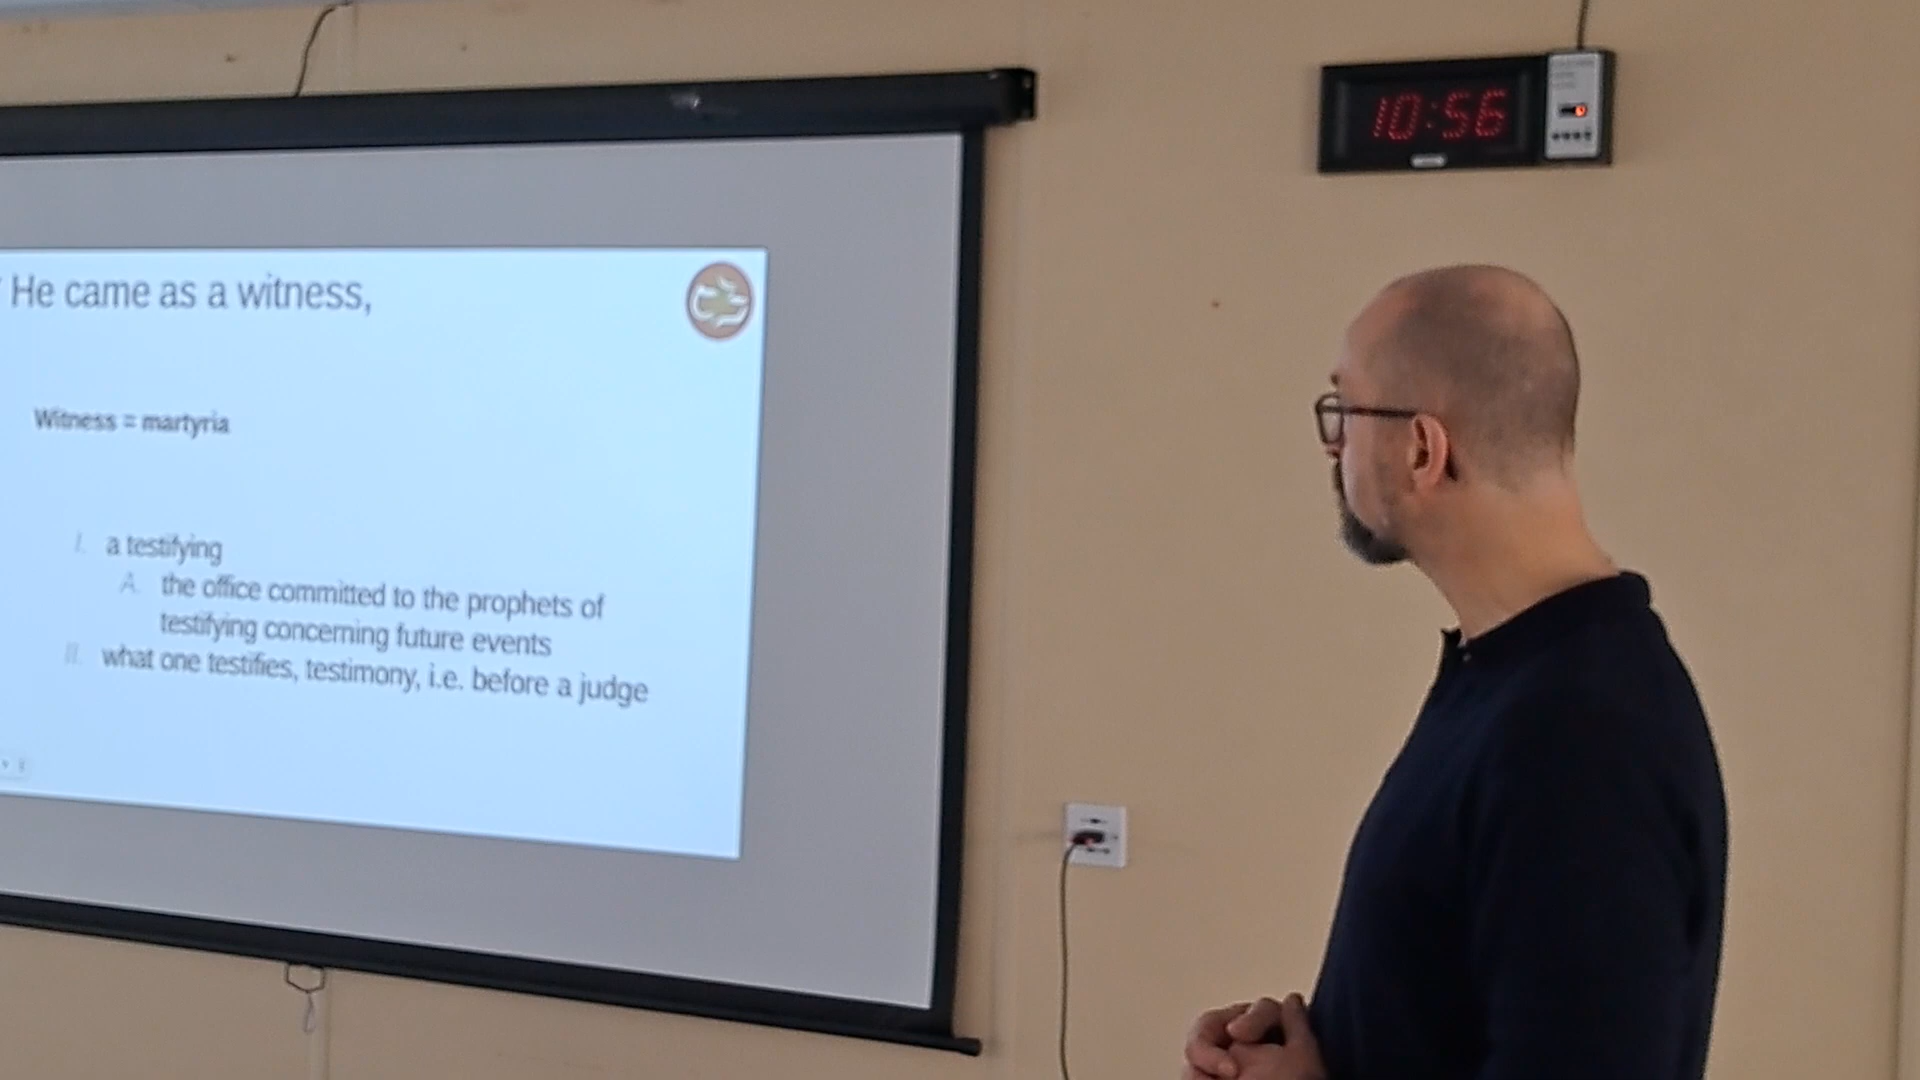 10:56
He came as a witness,
Witness = martyria
I. a testifying
A. the office committed to the prophets of
testifying concerning future events
II. what one testifies, testimony, i.e. before a judge